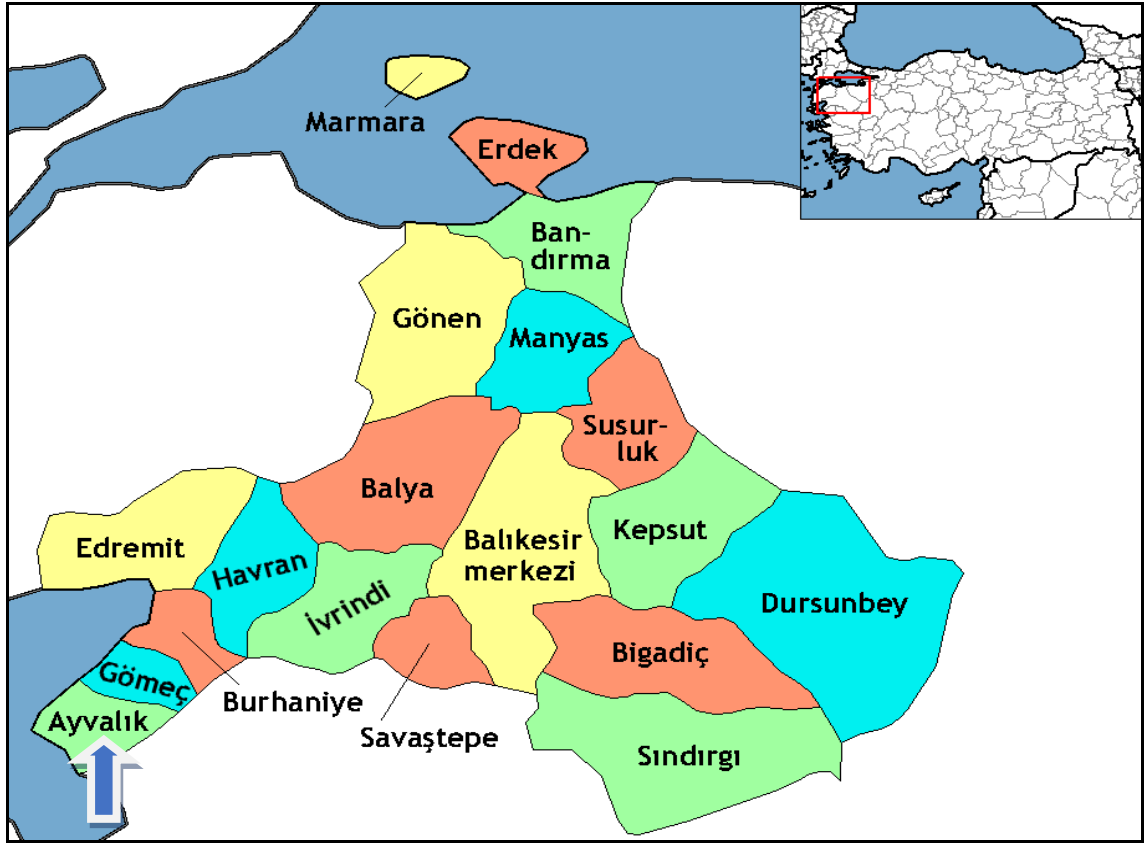 Marmara
Erdek
Ban-
dırma
Gönen
Manyas
Susur-
luk
Balya
Edremit
Havran
Balıkesir
merkezi
Kepsut
İvrindi
Dursunbey
Bigadiç
Gömeç
Burhaniye
Ayvalık
Savaştepe
Sındırgı